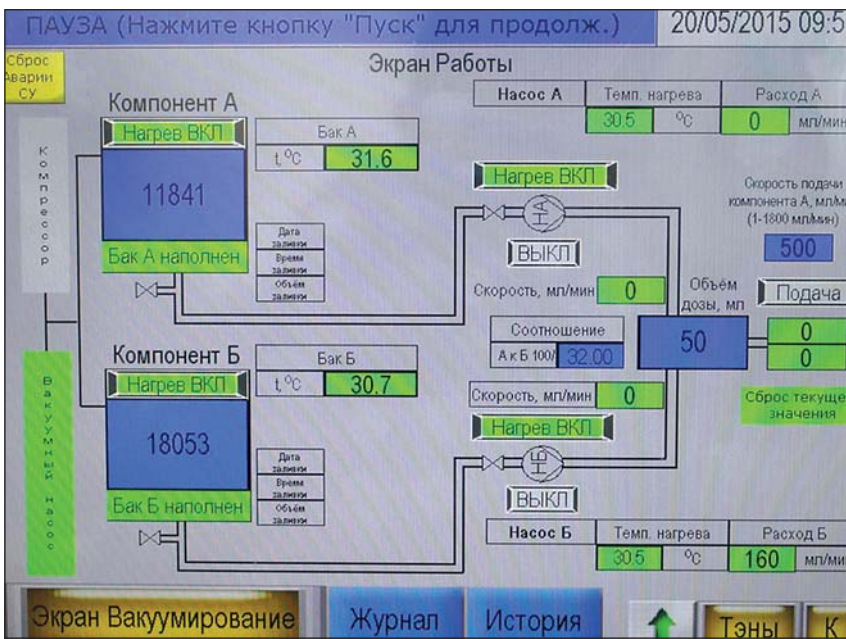 ПАУЗА (Нажмите кнопку "Пуск" для продолж.)
20/05/2015 09:5
Сброс
Аварии
СУ
Экран Работы
Компрессор
Вакуумный насос
Компонент А
Нагрев ВКЛ
11841
Бак А наполнен
Бак А
t,°C 31.6
Дата
заливки
Время
заливки
Объём
заливки
Насос А Темп. нагрева Расход А
30.5 °C 0 мл/мин
Нагрев ВКЛ
НА
ВЫКЛ
Скорость подачи
компонента А, мл/ми
(1-1800 мл/мин)
500
Скорость, мл/мин 0
Соотношение
А к Б 100/ 32.00
Объём
дозы, мл
50
Подача
0
0
Сброс текуще
значения
Компонент Б
Нагрев ВКЛ
18053
Бак Б наполнен
Бак Б
t,°C 30.7
Дата
заливки
Время
заливки
Объём
заливки
Скорость, мл/мин 0
Нагрев ВКЛ
НБ
ВЫКЛ
Насос Б Темп. нагрева Расход Б
30.5 °C 160 мл/ми
Экран Вакуумирование
Журнал
История
Тэны
К